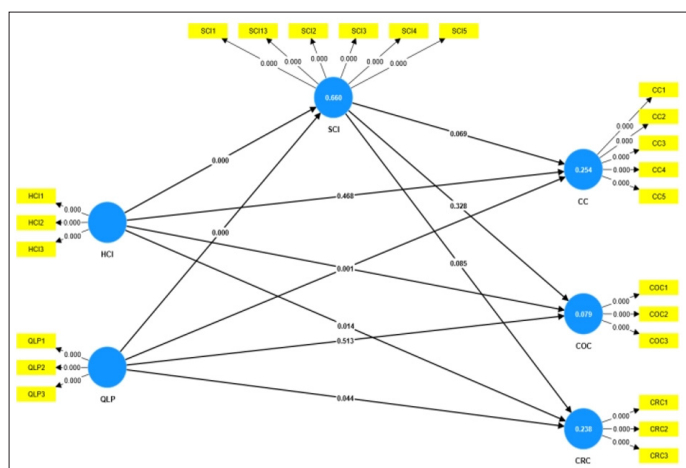 SCI1 SCI13 SCI2 SCI3 SCI4 SCI5
0.000 0.000 0.000 0.000 0.000 0.000
0.660
SCI
CC1
CC2
CC3
CC4
CC5
0.000
0.000
0.000
0.000
0.000
0.254
CC
0.069
0.000
0.468
0.328
HCI1
HCI2
HCI3
0.000
0.000
0.000
HCI
0.000
0.001
0.085
COC1
COC2
COC3
0.000
0.000
0.000
0.079
COC
0.014
0.513
QLP1
QLP2
QLP3
0.000
0.000
0.000
QLP
0.044
CRC1
CRC2
CRC3
0.000
0.000
0.000
0.238
CRC